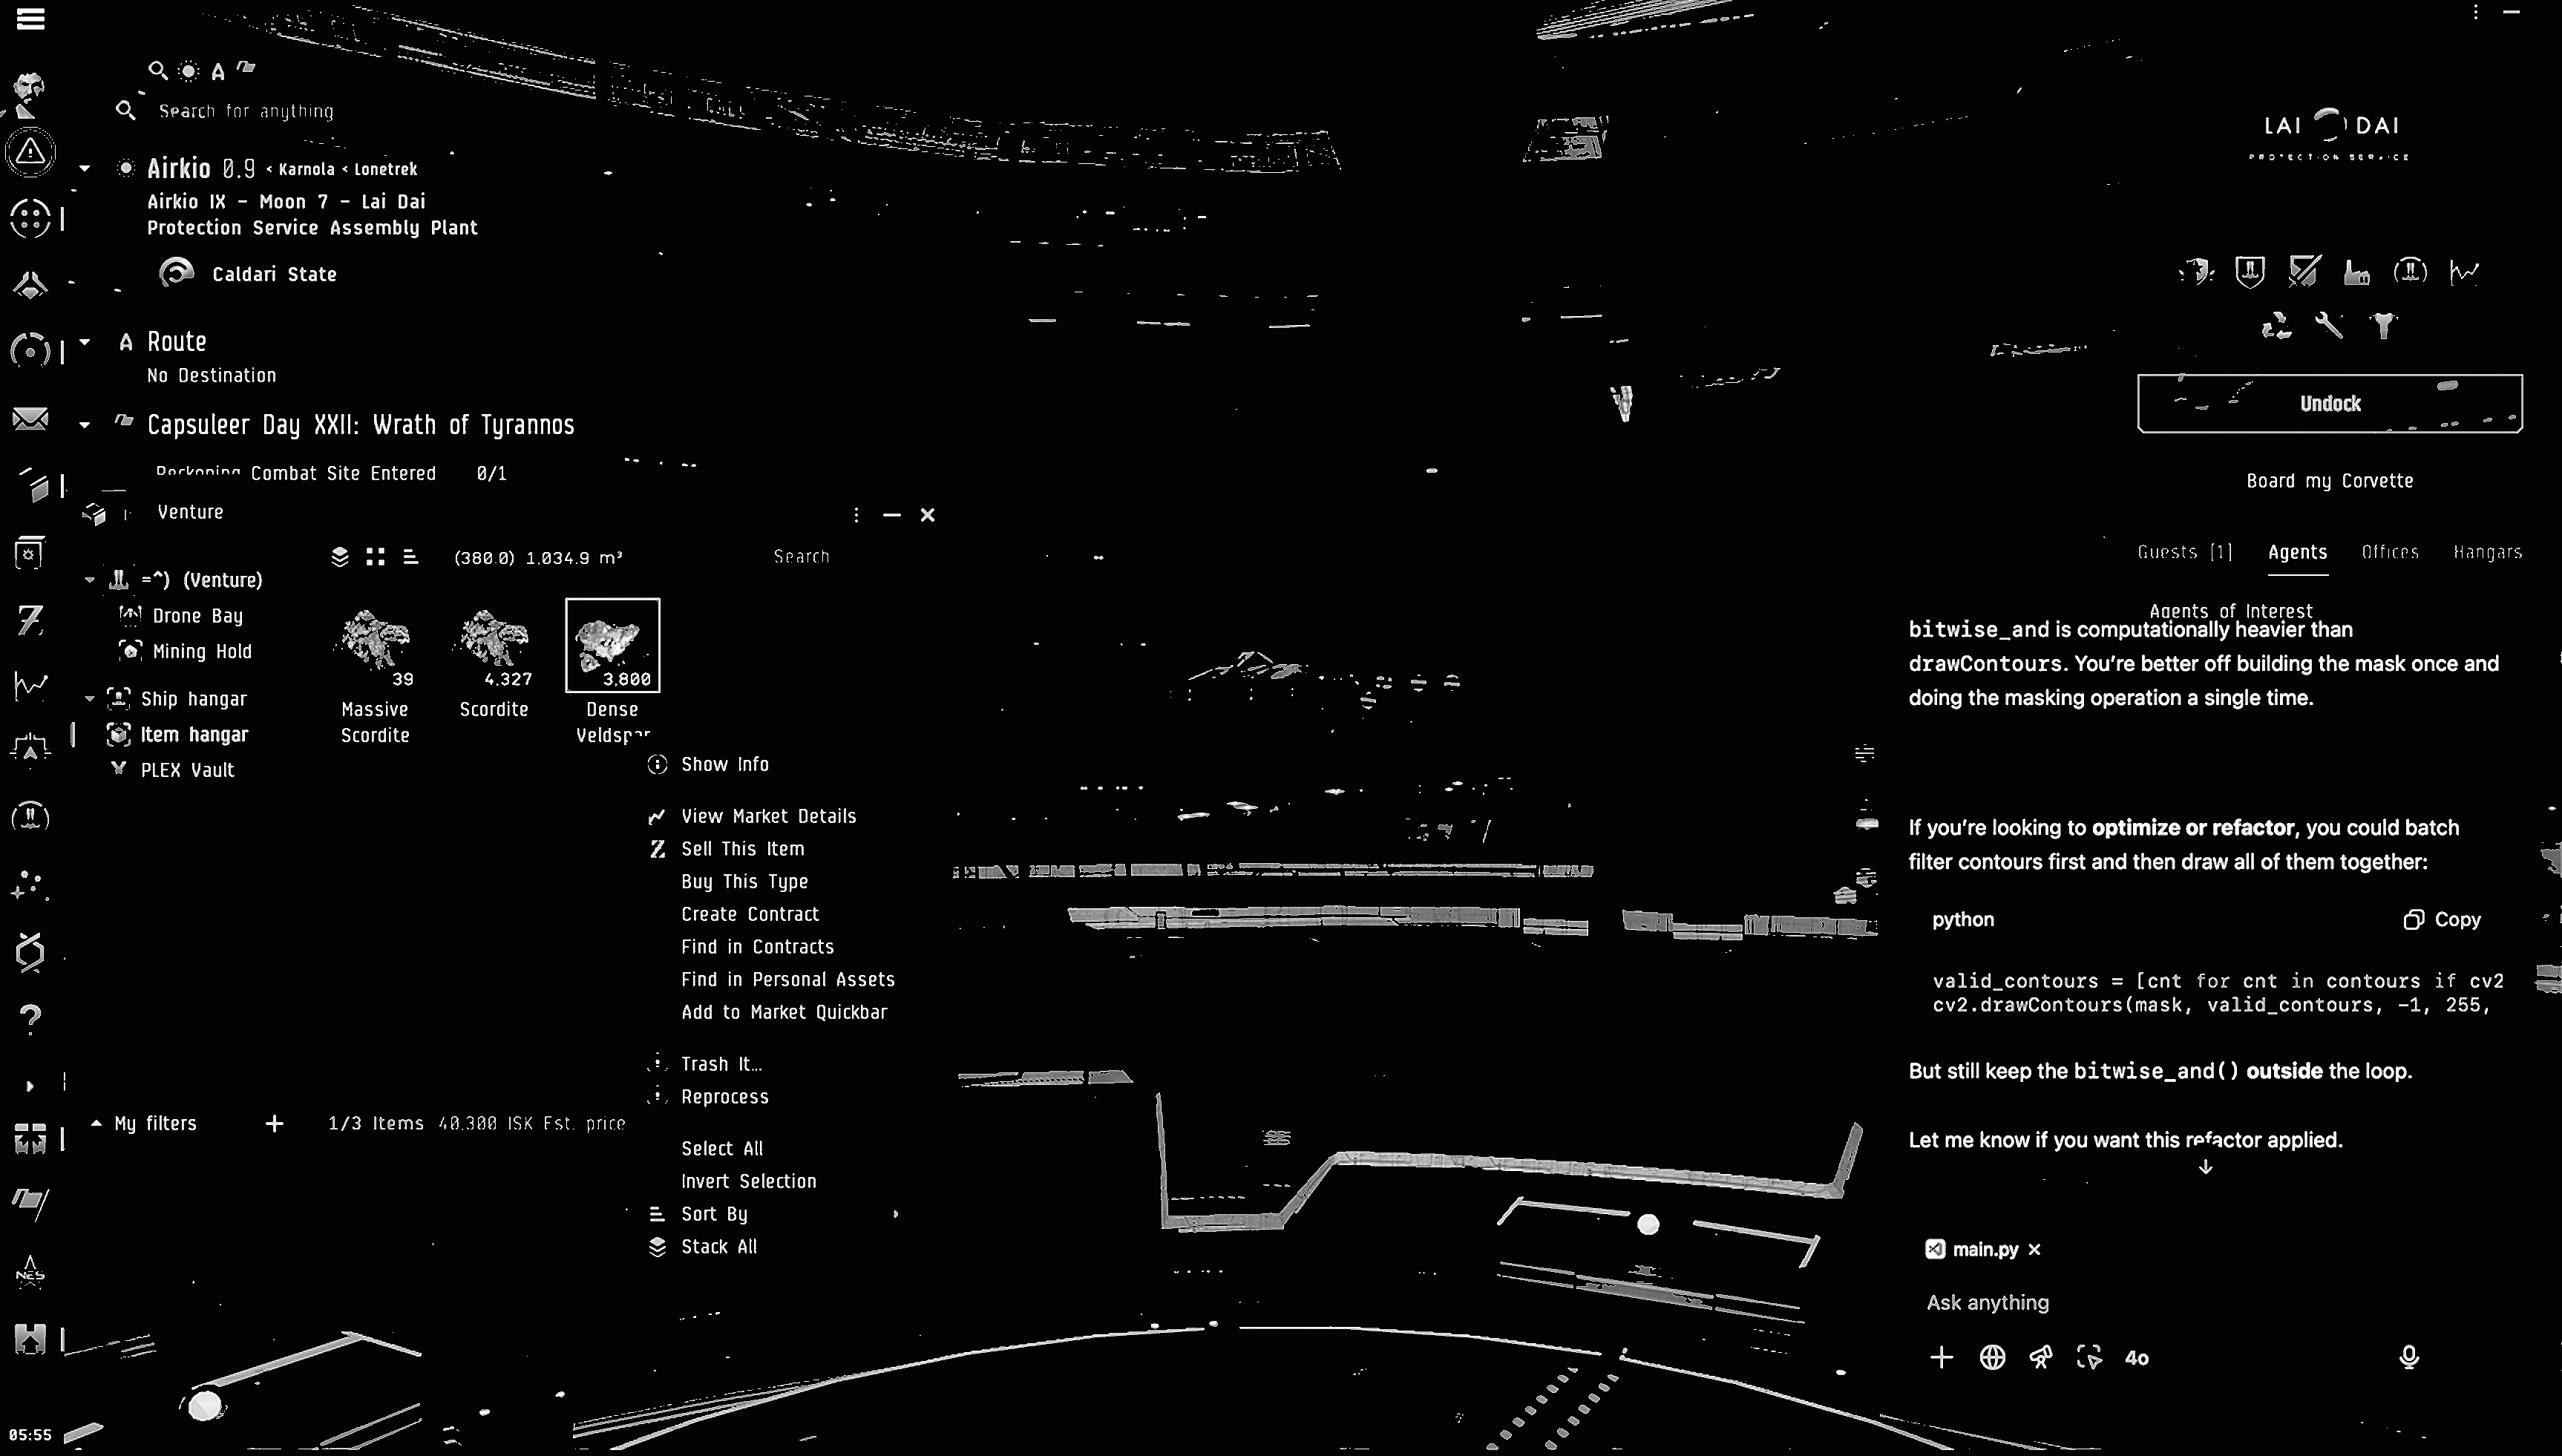 Search for anything
Airkio 0.9 < Karnola < Lonetrek
Airkio IX - Moon 7 - Lai Dai
Protection Service Assembly Plant
Caldari State
Route
No Destination
Capsuleer Day XXII: Wrath of Tyrannos
Reckoning Combat Site Entered 0/1
Venture
(380.0) 1.034.9 m³
Search
=^) (Venture)
Drone Bay
Mining Hold
Ship hangar
Item hangar
PLEX Vault
39
Massive
Scordite
4.327
Scordite
3,800
Dense
Veldspar
Show Info
View Market Details
Sell This Item
Buy This Type
Create Contract
Find in Contracts
Find in Personal Assets
Add to Market Quickbar
Trash It...
Reprocess
Select All
Invert Selection
Sort By
Stack All
My filters
1/3 Items 40.300 ISK Est. price
NES
05:55
LAI DAI
PROTECTION SERVICE
Undock
Board my Corvette
Guests [1] Agents Offices Hangars
Agents of Interest
bitwise_and is computationally heavier than
drawContours. You're better off building the mask once and
doing the masking operation a single time.
If you're looking to optimize or refactor, you could batch
filter contours first and then draw all of them together:
python
Copy
valid_contours = [cnt for cnt in contours if cv2
cv2.drawContours(mask, valid_contours, -1, 255,
But still keep the bitwise_and() outside the loop.
Let me know if you want this refactor applied.
main.py
Ask anything
4o